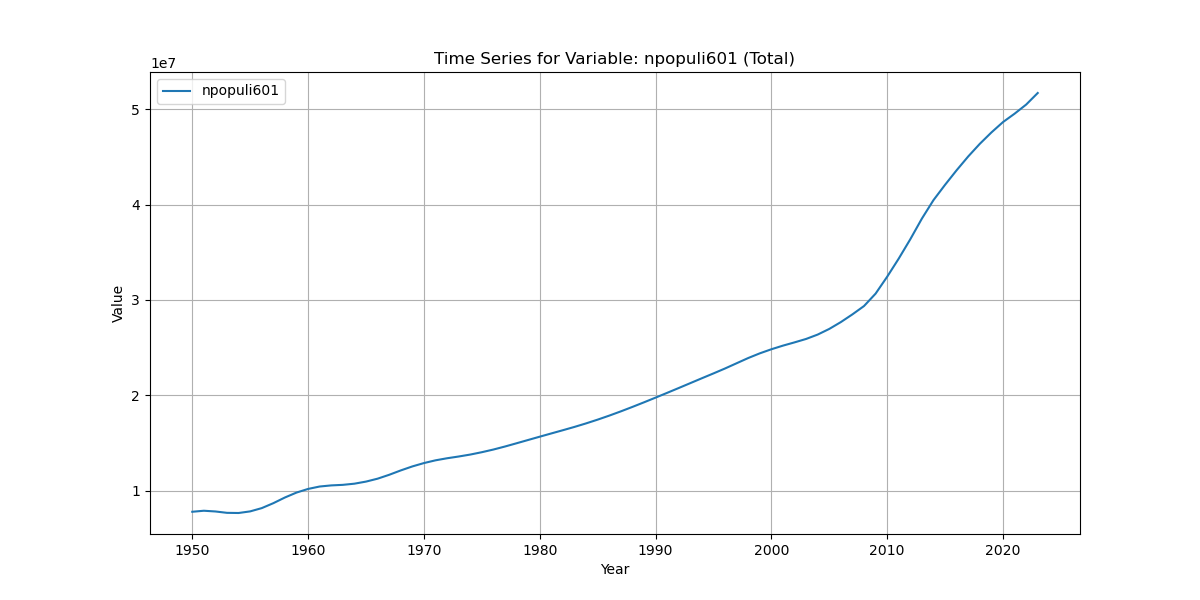 Time Series for Variable: npopuli601 (Total)
1e7
npopuli601
5
4
3
2
1
Value
1950 1960 1970 1980 1990 2000 2010 2020
Year